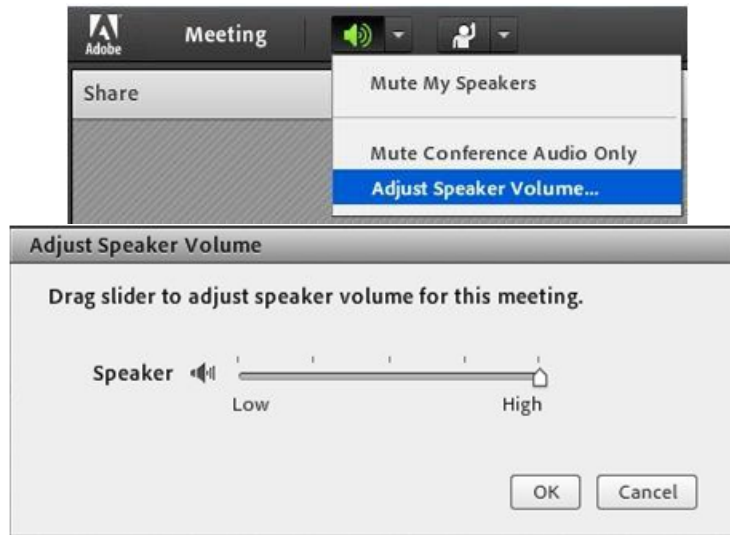 Adobe
Meeting
Share
Mute My Speakers
Mute Conference Audio Only
Adjust Speaker Volume...
Adjust Speaker Volume
Drag slider to adjust speaker volume for this meeting.
Speaker
Low High
OK Cancel